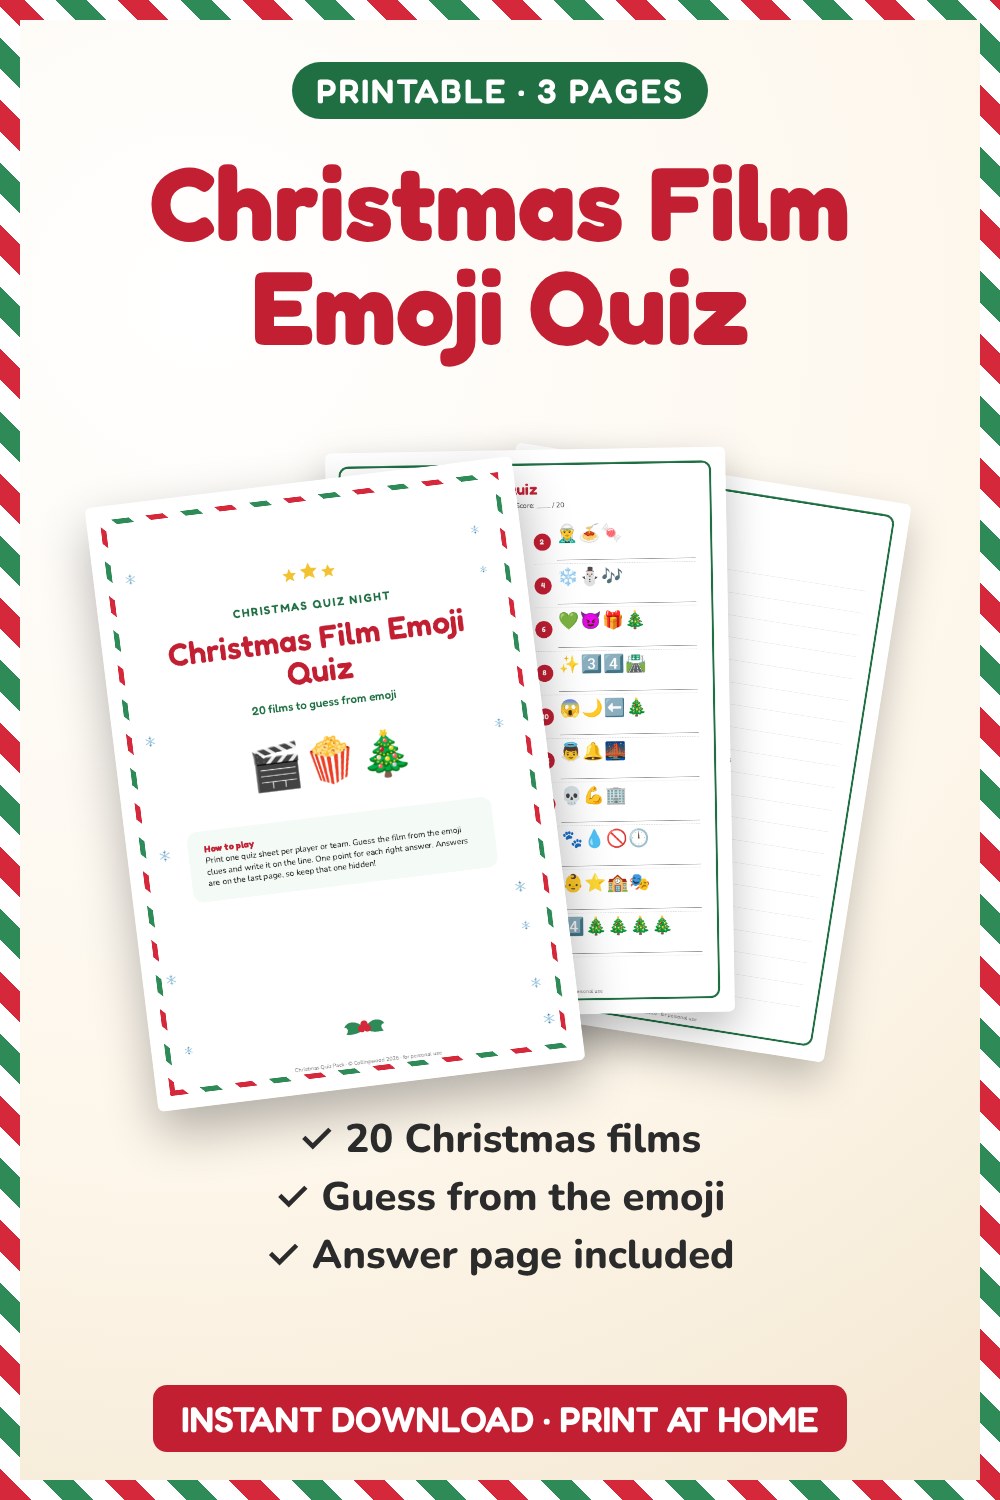 PRINTABLE · 3 PAGES
Christmas Film
Emoji Quiz
CHRISTMAS QUIZ NIGHT
Christmas Film Emoji
Quiz
20 films to guess from emoji
How to play
Print one quiz sheet per player or team. Guess the film from the emoji
clues and write it on the line. One point for each right answer. Answers
are on the last page, so keep that one hidden!
Quiz
Score: ____ / 20
2
4
6
8
3 4
4
✓ 20 Christmas films
✓ Guess from the emoji
✓ Answer page included
INSTANT DOWNLOAD · PRINT AT HOME